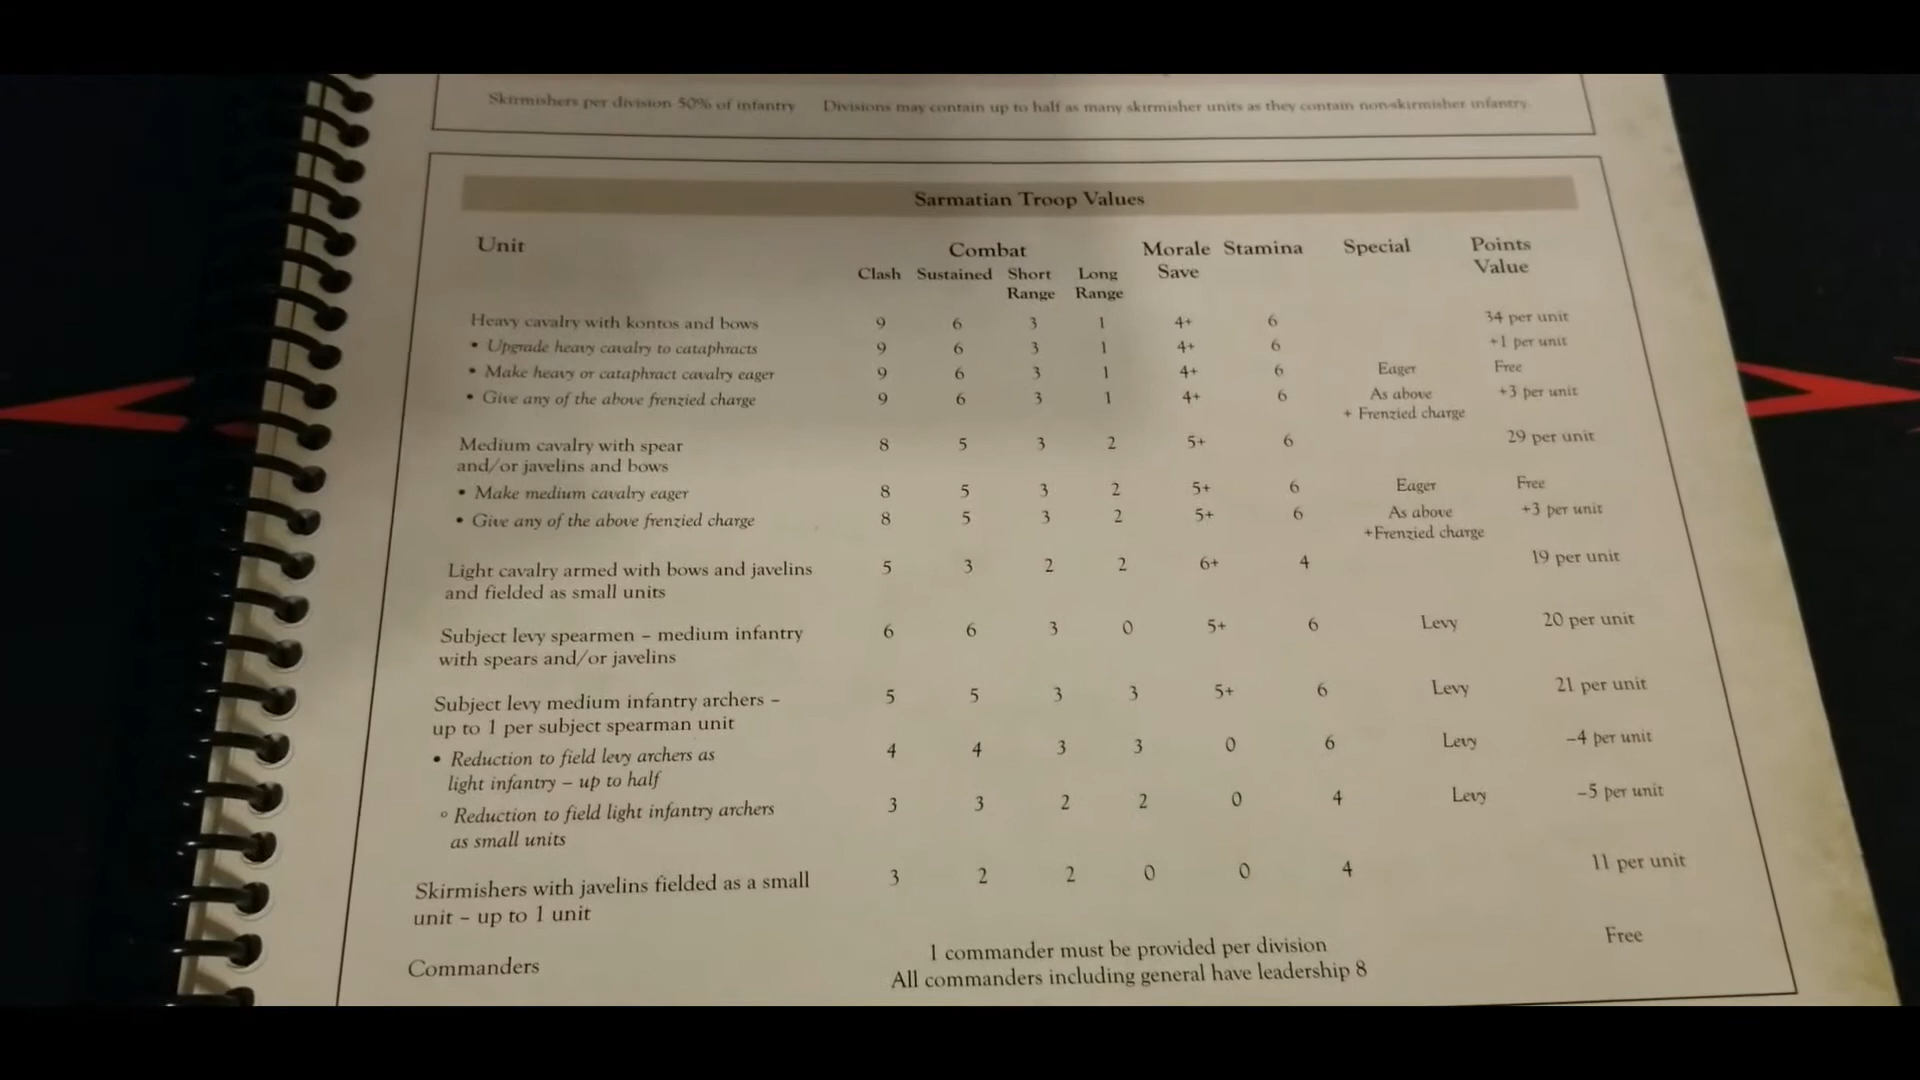 Skirmishers per division 50% of infantry Divisions may contain up to half as many skirmisher units as they contain non-skirmisher infantry.
Sarmatian Troop Values
Unit Combat Morale Stamina Special Points
Clash Sustained Short Long Save Value
Range Range
Heavy cavalry with kontos and bows 9 6 3 1 4+ 6 34 per unit
• Upgrade heavy cavalry to cataphracts 9 6 3 1 4+ 6 +1 per unit
• Make heavy or cataphract cavalry eager 9 6 3 1 4+ 6 Eager Free
• Give any of the above frenzied charge 9 6 3 1 4+ 6 As above +3 per unit
+ Frenzied charge
Medium cavalry with spear 8 5 3 2 5+ 6 29 per unit
and/or javelins and bows
• Make medium cavalry eager 8 5 3 2 5+ 6 Eager Free
• Give any of the above frenzied charge 8 5 3 2 5+ 6 As above +3 per unit
+Frenzied charge
Light cavalry armed with bows and javelins 5 3 2 2 6+ 4 19 per unit
and fielded as small units
Subject levy spearmen – medium infantry 6 6 3 0 5+ 6 Levy 20 per unit
with spears and/or javelins
Subject levy medium infantry archers – 5 5 3 3 5+ 6 Levy 21 per unit
up to 1 per subject spearman unit
• Reduction to field levy archers as 4 4 3 3 0 6 Levy –4 per unit
light infantry – up to half
° Reduction to field light infantry archers 3 3 2 2 0 4 Levy –5 per unit
as small units
Skirmishers with javelins fielded as a small 3 2 2 0 0 4 11 per unit
unit – up to 1 unit
Commanders 1 commander must be provided per division Free
All commanders including general have leadership 8